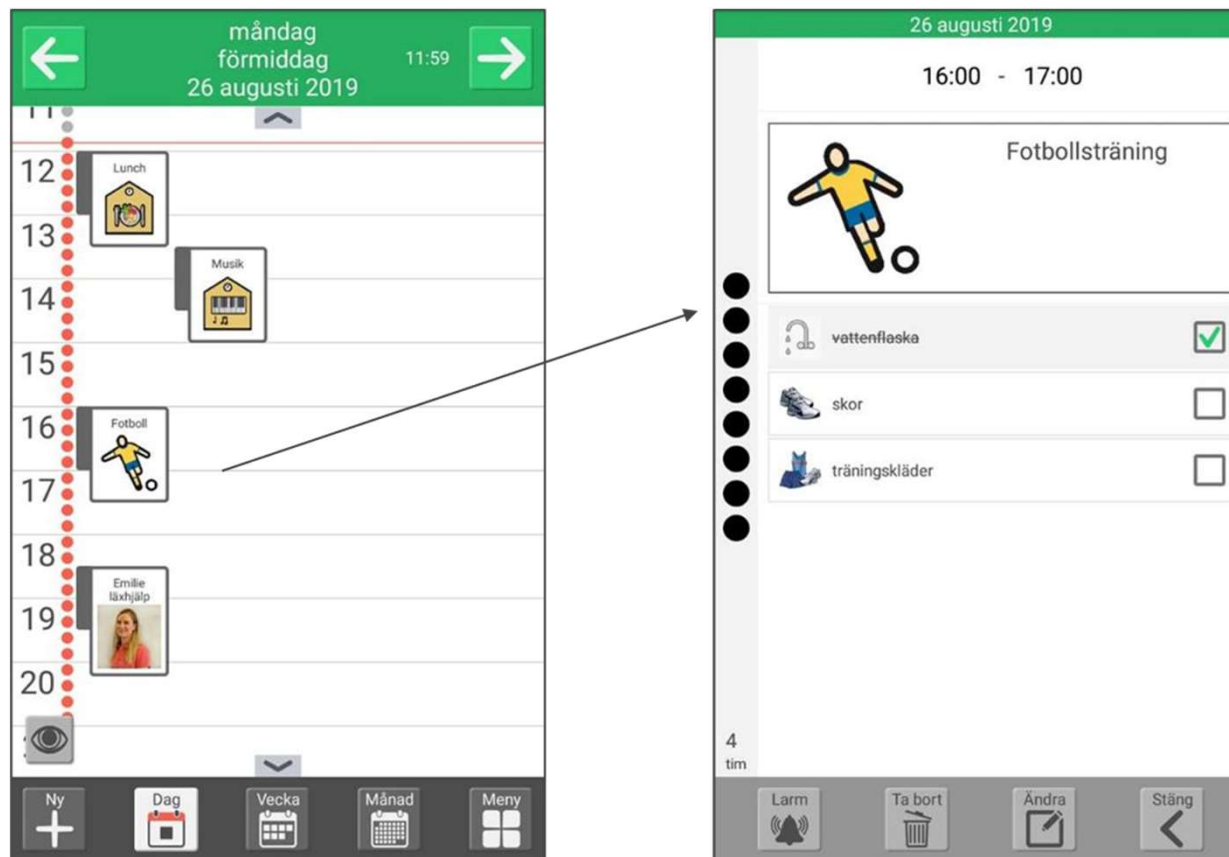 måndag
förmiddag
11:59
26 augusti 2019
12
Lunch
13
Musik
14
15
16
Fotboll
17
18
Emilie
läxhjälp
19
20
Ny
Dag
Vecka
Månad
Meny
26 augusti 2019
16:00 - 17:00
Fotbollsträning
vattenflaska
skor
träningskläder
4
tim
Larm
Ta bort
Ändra
Stäng